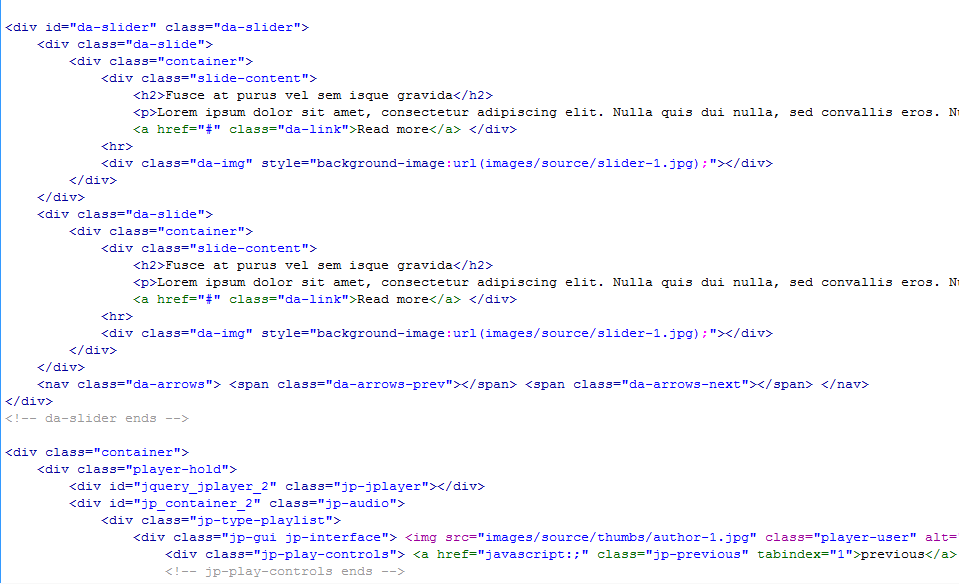 <div id="da-slider" class="da-slider">
<div class="da-slide">
<div class="container">
<div class="slide-content">
<h2>Fusce at purus vel sem isque gravida</h2>
<p>Lorem ipsum dolor sit amet, consectetur adipiscing elit. Nulla quis dui nulla, sed convallis eros.
<a href="#" class="da-link">Read more</a> </div>
<hr>
<div class="da-img" style="background-image:url(images/source/slider-1.jpg);"></div>
</div>
</div>
<div class="da-slide">
<div class="container">
<div class="slide-content">
<h2>Fusce at purus vel sem isque gravida</h2>
<p>Lorem ipsum dolor sit amet, consectetur adipiscing elit. Nulla quis dui nulla, sed convallis eros.
<a href="#" class="da-link">Read more</a> </div>
<hr>
<div class="da-img" style="background-image:url(images/source/slider-1.jpg);"></div>
</div>
</div>
<nav class="da-arrows"> <span class="da-arrows-prev"></span> <span class="da-arrows-next"></span> </nav>
</div>
<!-- da-slider ends -->
<div class="container">
<div class="player-hold">
<div id="jquery_jplayer_2" class="jp-jplayer"></div>
<div id="jp_container_2" class="jp-audio">
<div class="jp-type-playlist">
<div class="jp-gui jp-interface"> <img src="images/source/thumbs/author-1.jpg" class="player-user" alt=
<div class="jp-play-controls"> <a href="javascript:;" class="jp-previous" tabindex="1">previous</a>
<!-- jp-play-controls ends -->